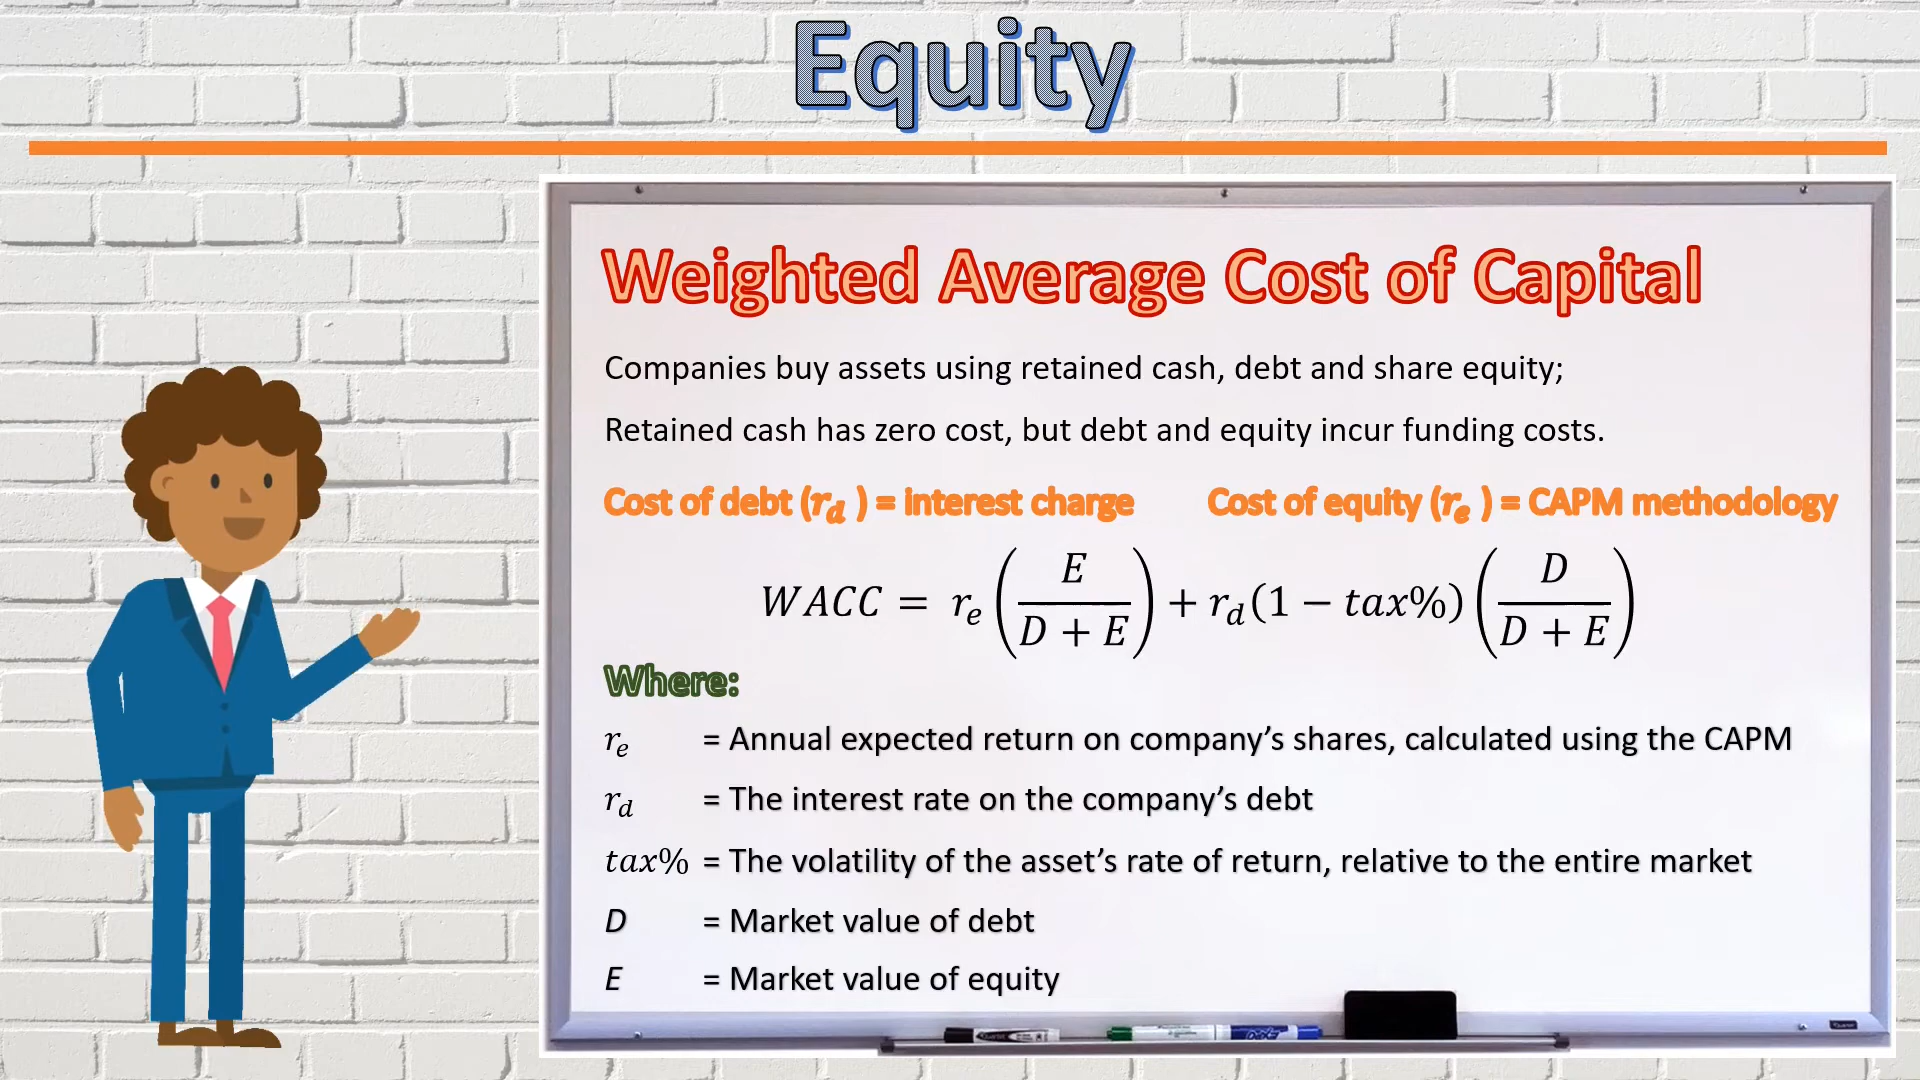 Equity
Weighted Average Cost of Capital
Companies buy assets using retained cash, debt and share equity;
Retained cash has zero cost, but debt and equity incur funding costs.
Cost of debt (r_d ) = interest charge Cost of equity (r_e ) = CAPM methodology
WACC = r_e (E / (D + E)) + r_d(1 − tax%) (D / (D + E))
Where:
r_e = Annual expected return on company’s shares, calculated using the CAPM
r_d = The interest rate on the company’s debt
tax% = The volatility of the asset’s rate of return, relative to the entire market
D = Market value of debt
E = Market value of equity